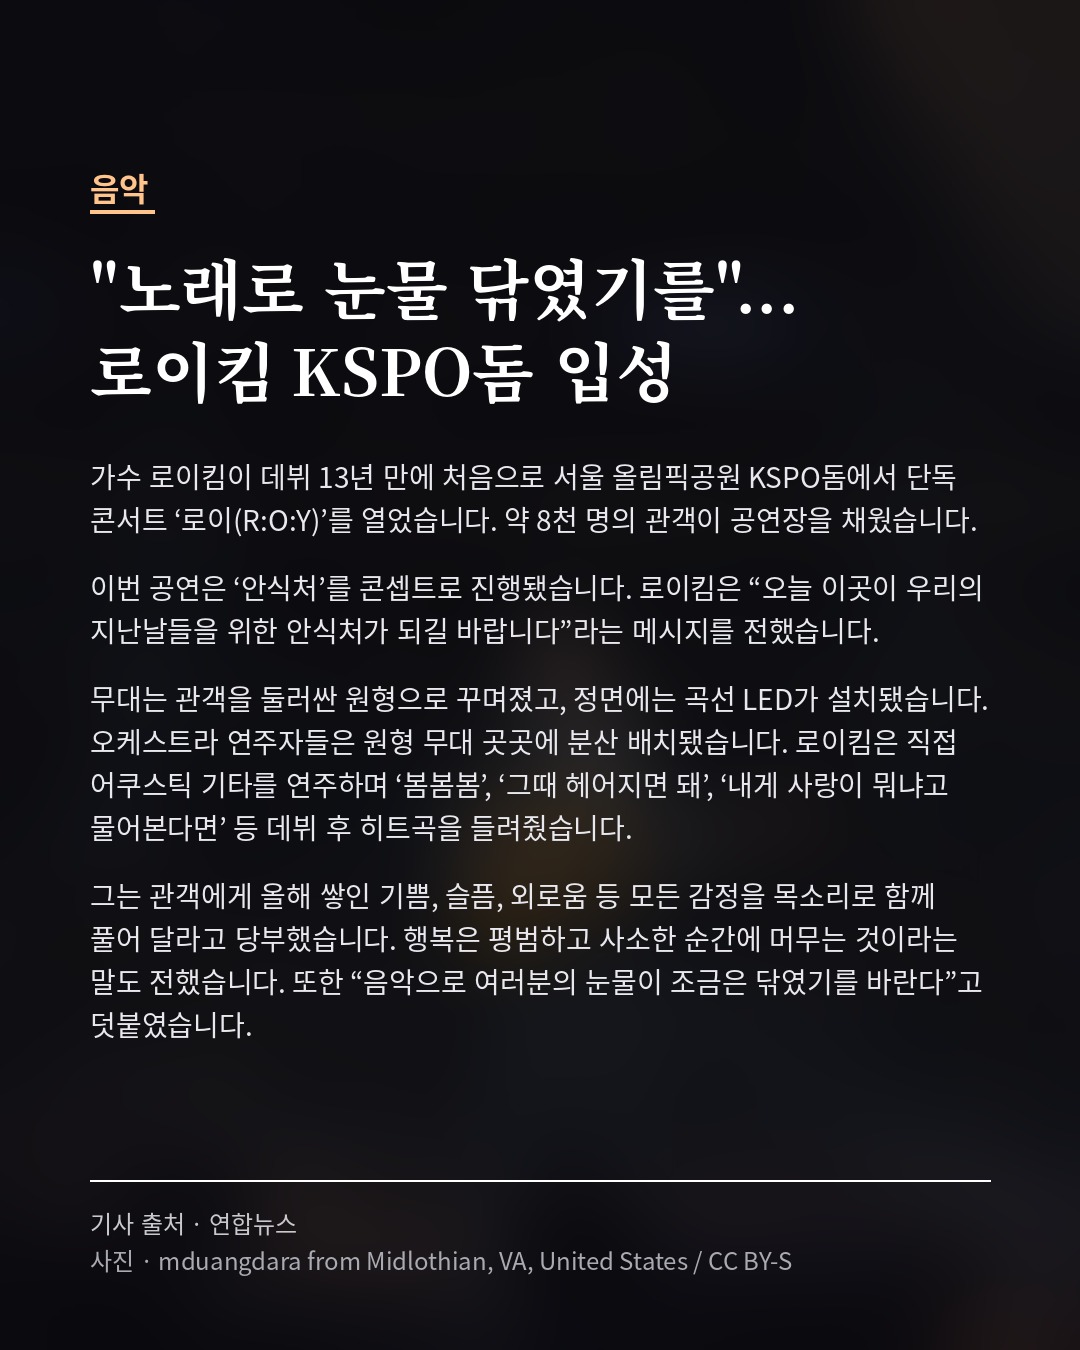 음악
"노래로 눈물 닦였기를"...
로이킴 KSPO돔 입성
가수 로이킴이 데뷔 13년 만에 처음으로 서울 올림픽공원 KSPO돔에서 단독
콘서트 ‘로이(R:O:Y)’를 열었습니다. 약 8천 명의 관객이 공연장을 채웠습니다.
이번 공연은 ‘안식처’를 콘셉트로 진행됐습니다. 로이킴은 “오늘 이곳이 우리의
지난날들을 위한 안식처가 되길 바랍니다”라는 메시지를 전했습니다.
무대는 관객을 둘러싼 원형으로 꾸며졌고, 정면에는 곡선 LED가 설치됐습니다.
오케스트라 연주자들은 원형 무대 곳곳에 분산 배치됐습니다. 로이킴은 직접
어쿠스틱 기타를 연주하며 ‘봄봄봄’, ‘그때 헤어지면 돼’, ‘내게 사랑이 뭐냐고
물어본다면’ 등 데뷔 후 히트곡을 들려줬습니다.
그는 관객에게 올해 쌓인 기쁨, 슬픔, 외로움 등 모든 감정을 목소리로 함께
풀어 달라고 당부했습니다. 행복은 평범하고 사소한 순간에 머무는 것이라는
말도 전했습니다. 또한 “음악으로 여러분의 눈물이 조금은 닦였기를 바란다”고
덧붙였습니다.
기사 출처 · 연합뉴스
사진 · mduangdara from Midlothian, VA, United States / CC BY-S